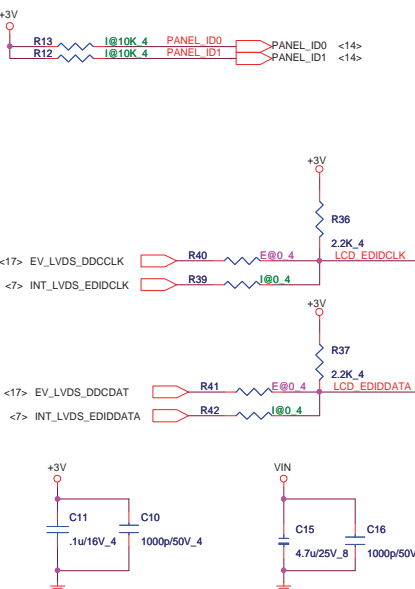 +3V
R13 I@10K_4 PANEL_ID0 PANEL_ID0 <14>
R12 I@10K_4 PANEL_ID1 PANEL_ID1 <14>
+3V
R36
2.2K_4
<17> EV_LVDS_DDCCLK R40 E@0_4 LCD_EDIDCLK
<7> INT_LVDS_EDIDCLK R39 I@0_4
+3V
R37
2.2K_4
<17> EV_LVDS_DDCDAT R41 E@0_4 LCD_EDIDDATA
<7> INT_LVDS_EDIDDATA R42 I@0_4
+3V VIN
C11 C10 C15 C16
.1u/16V_4 1000p/50V_4 4.7u/25V_8 1000p/50V